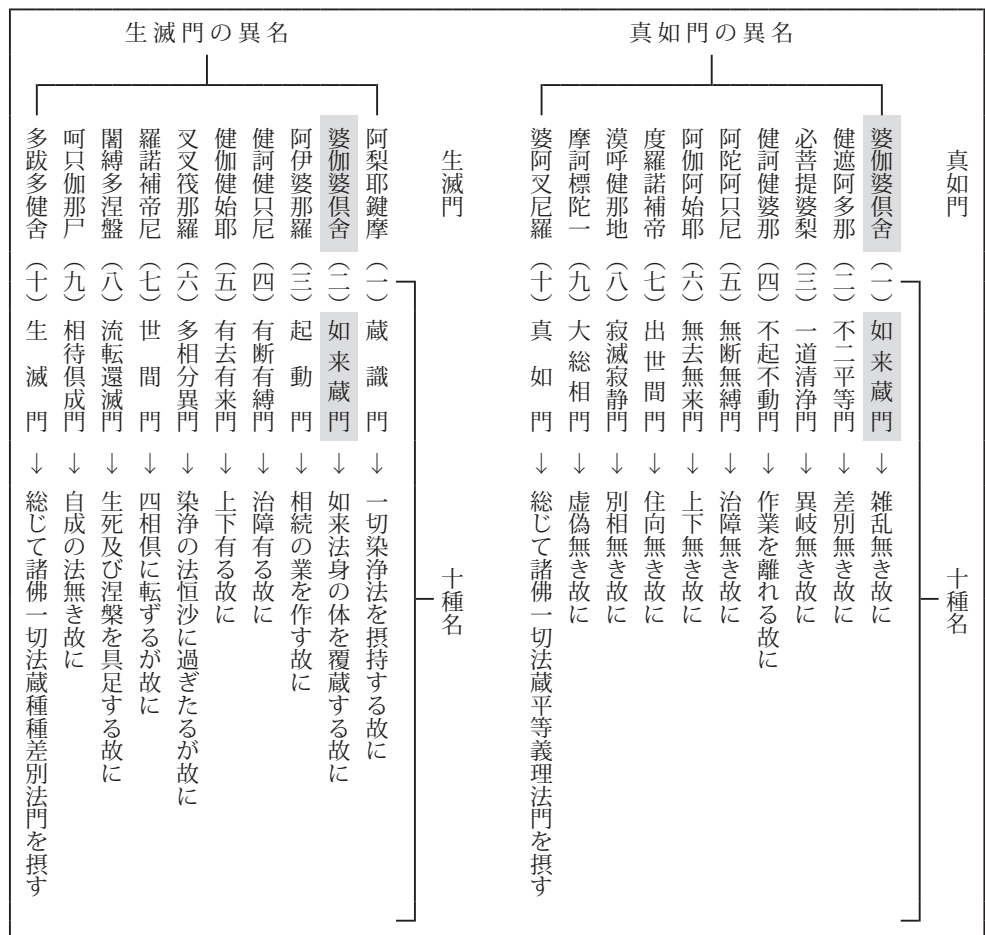 真如門の異名
真如門
十種名
婆伽婆倶舎（一）如来蔵門→雑乱無き故に
健遮阿多那（二）不二平等門→差別無き故に
必菩提婆梨（三）一道清浄門→異岐無き故に
健訶健婆那（四）不起不動門→作業を離れる故に
阿陀阿只尼（五）無断無縛門→治障無き故に
阿伽阿始耶（六）無去無来門→上下無き故に
度羅諾補帝（七）出世間門→住向無き故に
漠呼健那地（八）寂滅寂静門→別相無き故に
摩訶標陀一（九）大総相門→虚偽無き故に
婆阿叉尼羅（十）真如門→総じて諸佛一切法蔵平等義理法門を摂す
生滅門の異名
生滅門
十種名
阿梨耶鍵摩（一）蔵識門→一切染浄法を摂持する故に
婆伽婆倶舎（二）如来蔵門→如来法身の体を覆蔵する故に
阿伊婆那羅（三）起動門→相続の業を作す故に
健訶健只尼（四）有断有縛門→治障有る故に
健伽健始耶（五）有去有来門→上下有る故に
叉叉筏那羅（六）多相分異門→染浄の法恒沙に過ぎたるが故に
羅諾補帝尼（七）世間門→四相倶に転ずるが故に
闍縛多涅盤（八）流転還滅門→生死及び涅槃を具足する故に
呵只伽那尸（九）相待倶成門→自成の法無き故に
多跋多健舎（十）生滅門→総じて諸佛一切法蔵種種差別法門を摂す